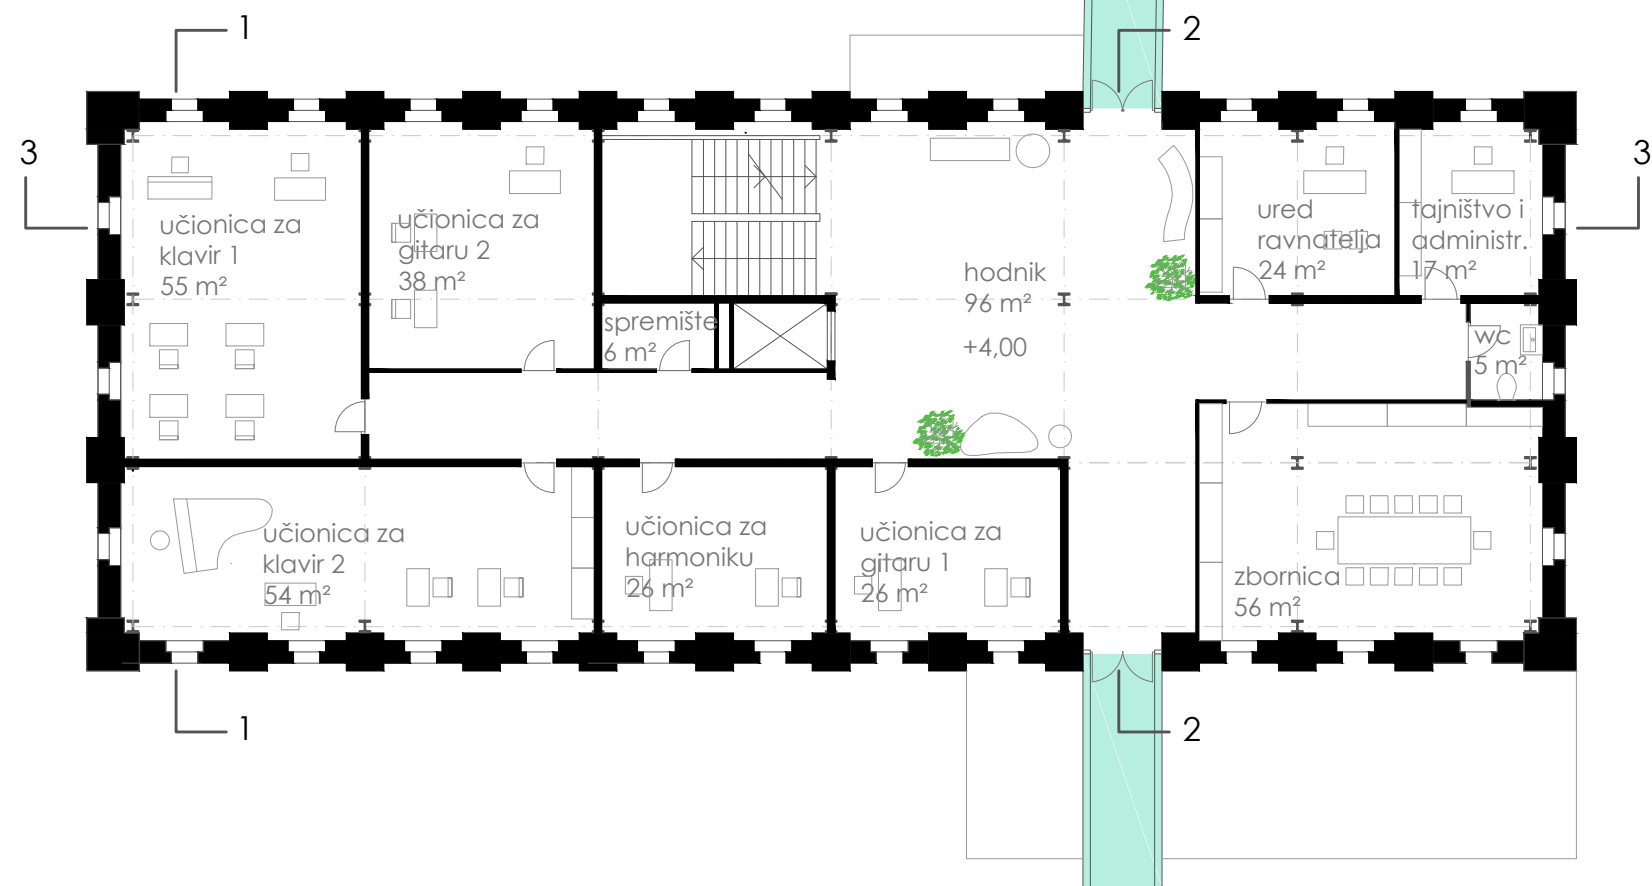 1
2
3
3
učionica za
klavir 1
55 m²
učionica za
gitaru 2
38 m²
spremište
6 m²
hodnik
96 m²
+4,00
ured
ravnatelja
24 m²
tajništvo i
administr.
17 m²
wc
5 m²
učionica za
klavir 2
54 m²
učionica za
harmoniku
26 m²
učionica za
gitaru 1
26 m²
zbornica
56 m²
1
2